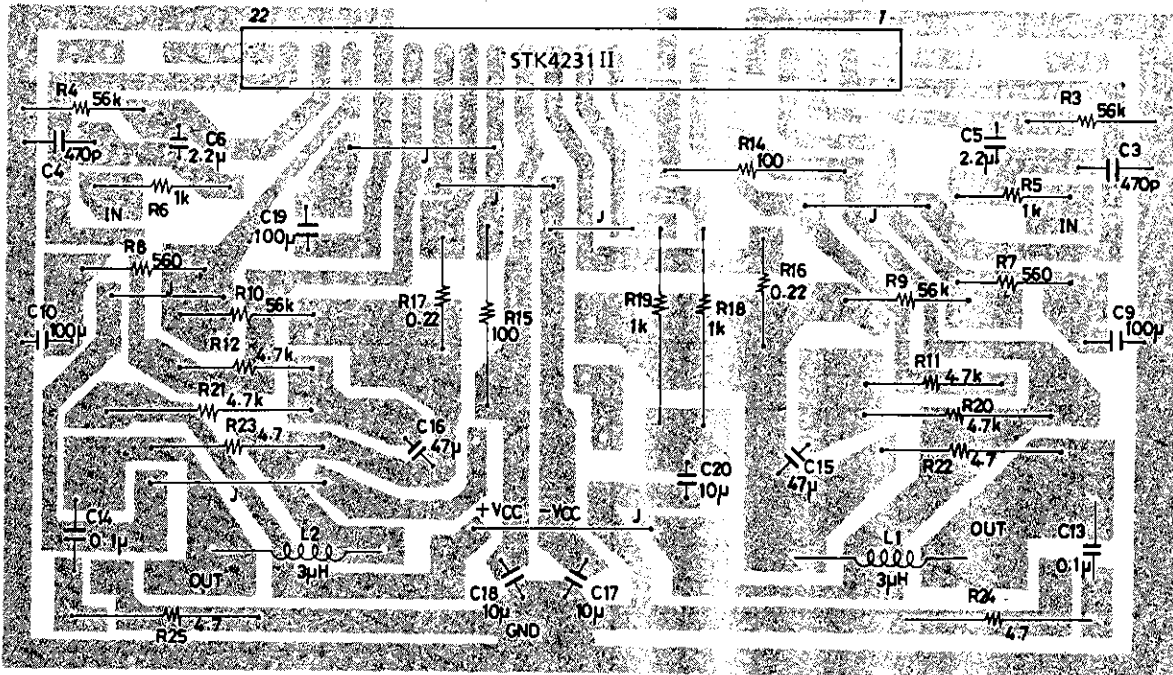 22
1
STK4231 II
R4
56k
C4
470p
C6
2.2μ
R6
1k
IN
C19
100μ
J
J
J
R14
100
C5
2.2μ
R3
56k
C3
470p
R5
1k
IN
J
R8
560
J
R10
56k
C10
100μ
R12
4.7k
R21
4.7k
R23
4.7
C16
47μ
J
R17
0.22
R15
100
R19
1k
R18
1k
R16
0.22
R9
56k
R7
560
C9
100μ
R11
4.7k
R20
4.7k
R22
4.7
C15
47μ
C20
10μ
+VCC
-VCC
J
C14
0.1μ
L2
3μH
OUT
R25
4.7
C18
10μ
C17
10μ
GND
L1
3μH
OUT
C13
0.1μ
R24
4.7